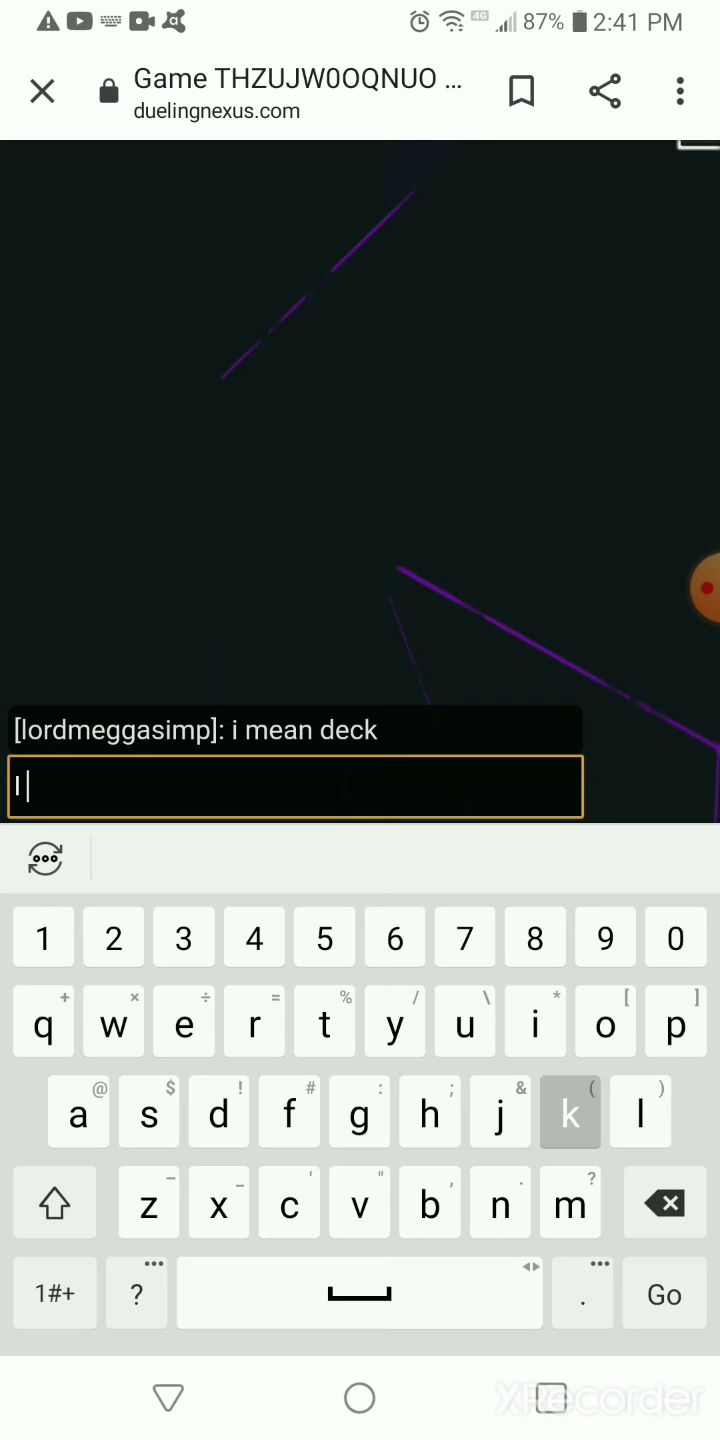 4G 87% 2:41 PM
Game THZUJW0OQNUO ...
duelingnexus.com
[lordmeggasimp]: i mean deck
I
1 2 3 4 5 6 7 8 9 0
+ × ÷ = % / \ * [ ]
q w e r t y u i o p
@ $ ! # : ; & ( )
a s d f g h j k l
– _ ' " , . ?
z x c v b n m
1#+ ? . Go
XRecorder